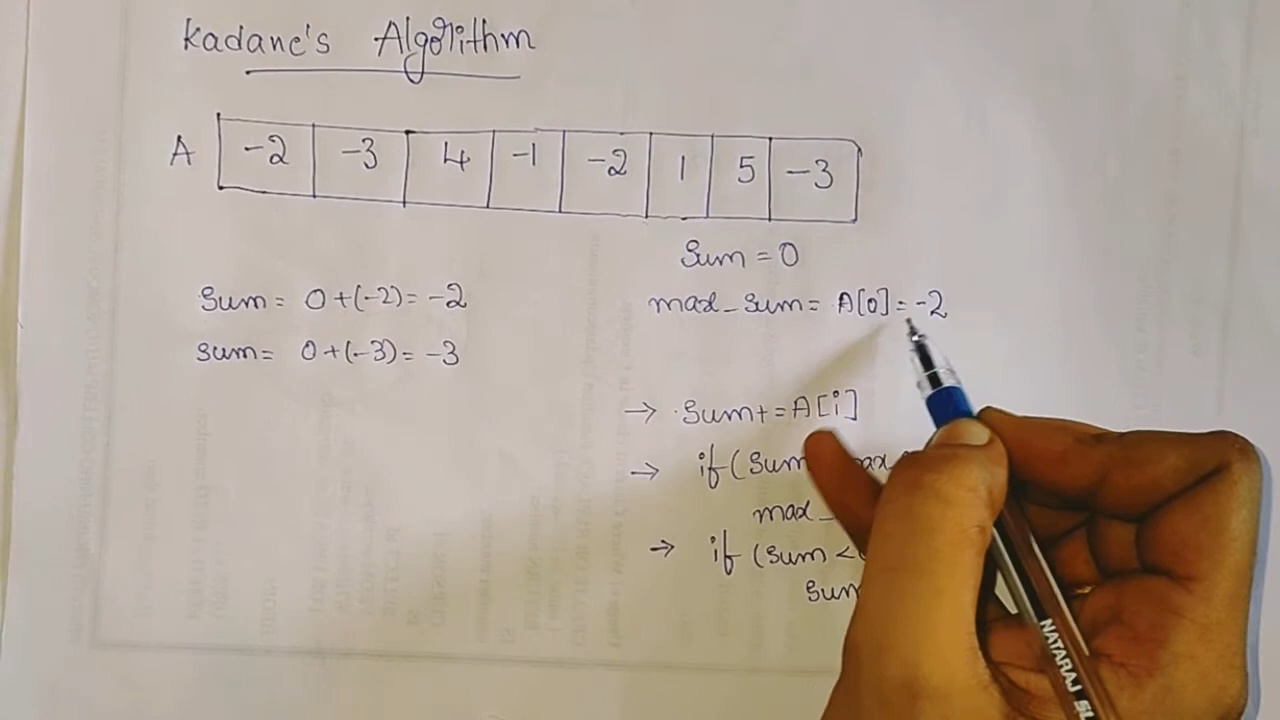 Kadane's Algorithm
A -2 -3 4 -1 -2 1 5 -3
Sum = 0
Sum = 0+(-2) = -2
max_sum = A[0] = -2
sum = 0+(-3) = -3
→ Sum+=A[i]
→ if (Sum
max_
→ if (Sum <
Sum
NATARAJ